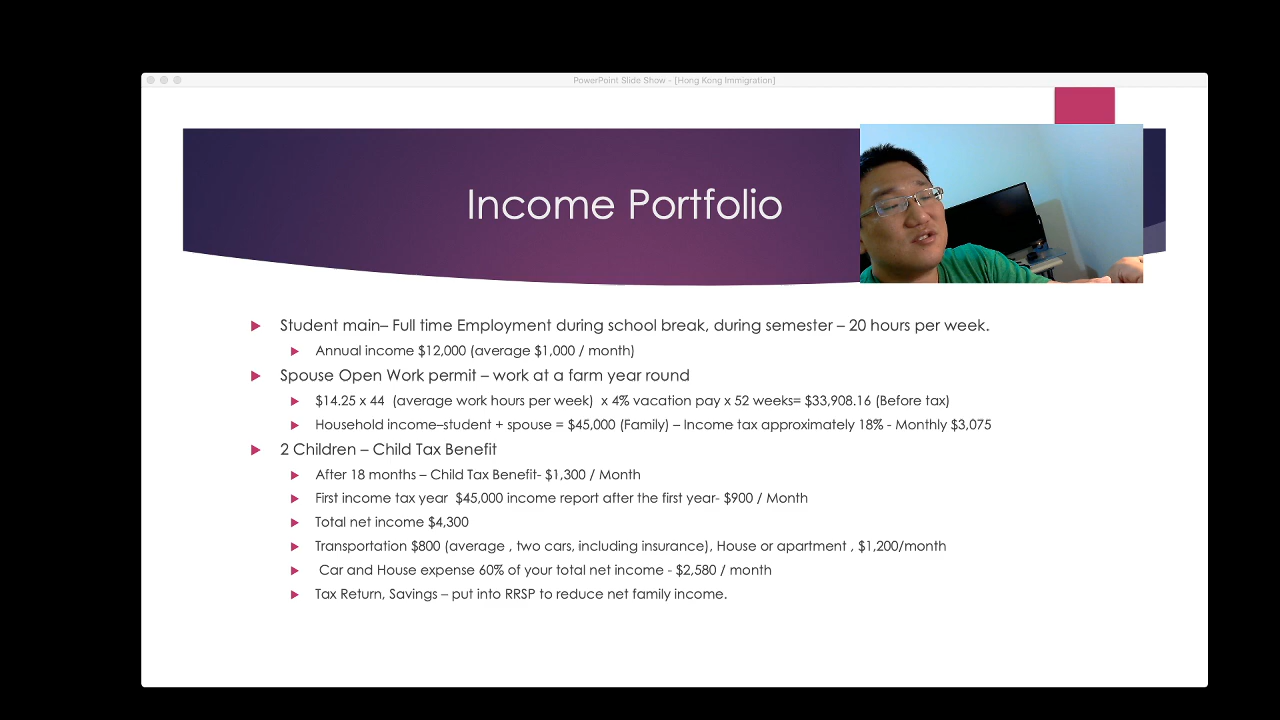 PowerPoint Slide Show - [Hong Kong Immigration]
Income Portfolio
Student main– Full time Employment during school break, during semester – 20 hours per week.
Annual income $12,000 (average $1,000 / month)
Spouse Open Work permit – work at a farm year round
$14.25 x 44 (average work hours per week) x 4% vacation pay x 52 weeks= $33,908.16 (Before tax)
Household income–student + spouse = $45,000 (Family) – Income tax approximately 18% - Monthly $3,075
2 Children – Child Tax Benefit
After 18 months – Child Tax Benefit- $1,300 / Month
First income tax year $45,000 income report after the first year- $900 / Month
Total net income $4,300
Transportation $800 (average , two cars, including insurance), House or apartment , $1,200/month
Car and House expense 60% of your total net income - $2,580 / month
Tax Return, Savings – put into RRSP to reduce net family income.